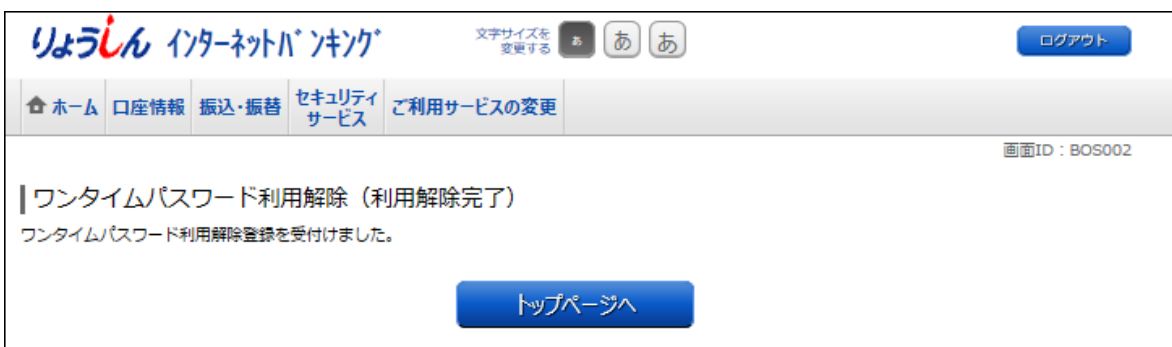 りょうしん インターネットバンキング
文字サイズを
変更する
あ
あ
あ
ログアウト
ホーム
口座情報
振込・振替
セキュリティ
サービス
ご利用サービスの変更
画面ID:BOS002
ワンタイムパスワード利用解除(利用解除完了)
ワンタイムパスワード利用解除登録を受付けました。
トップページへ